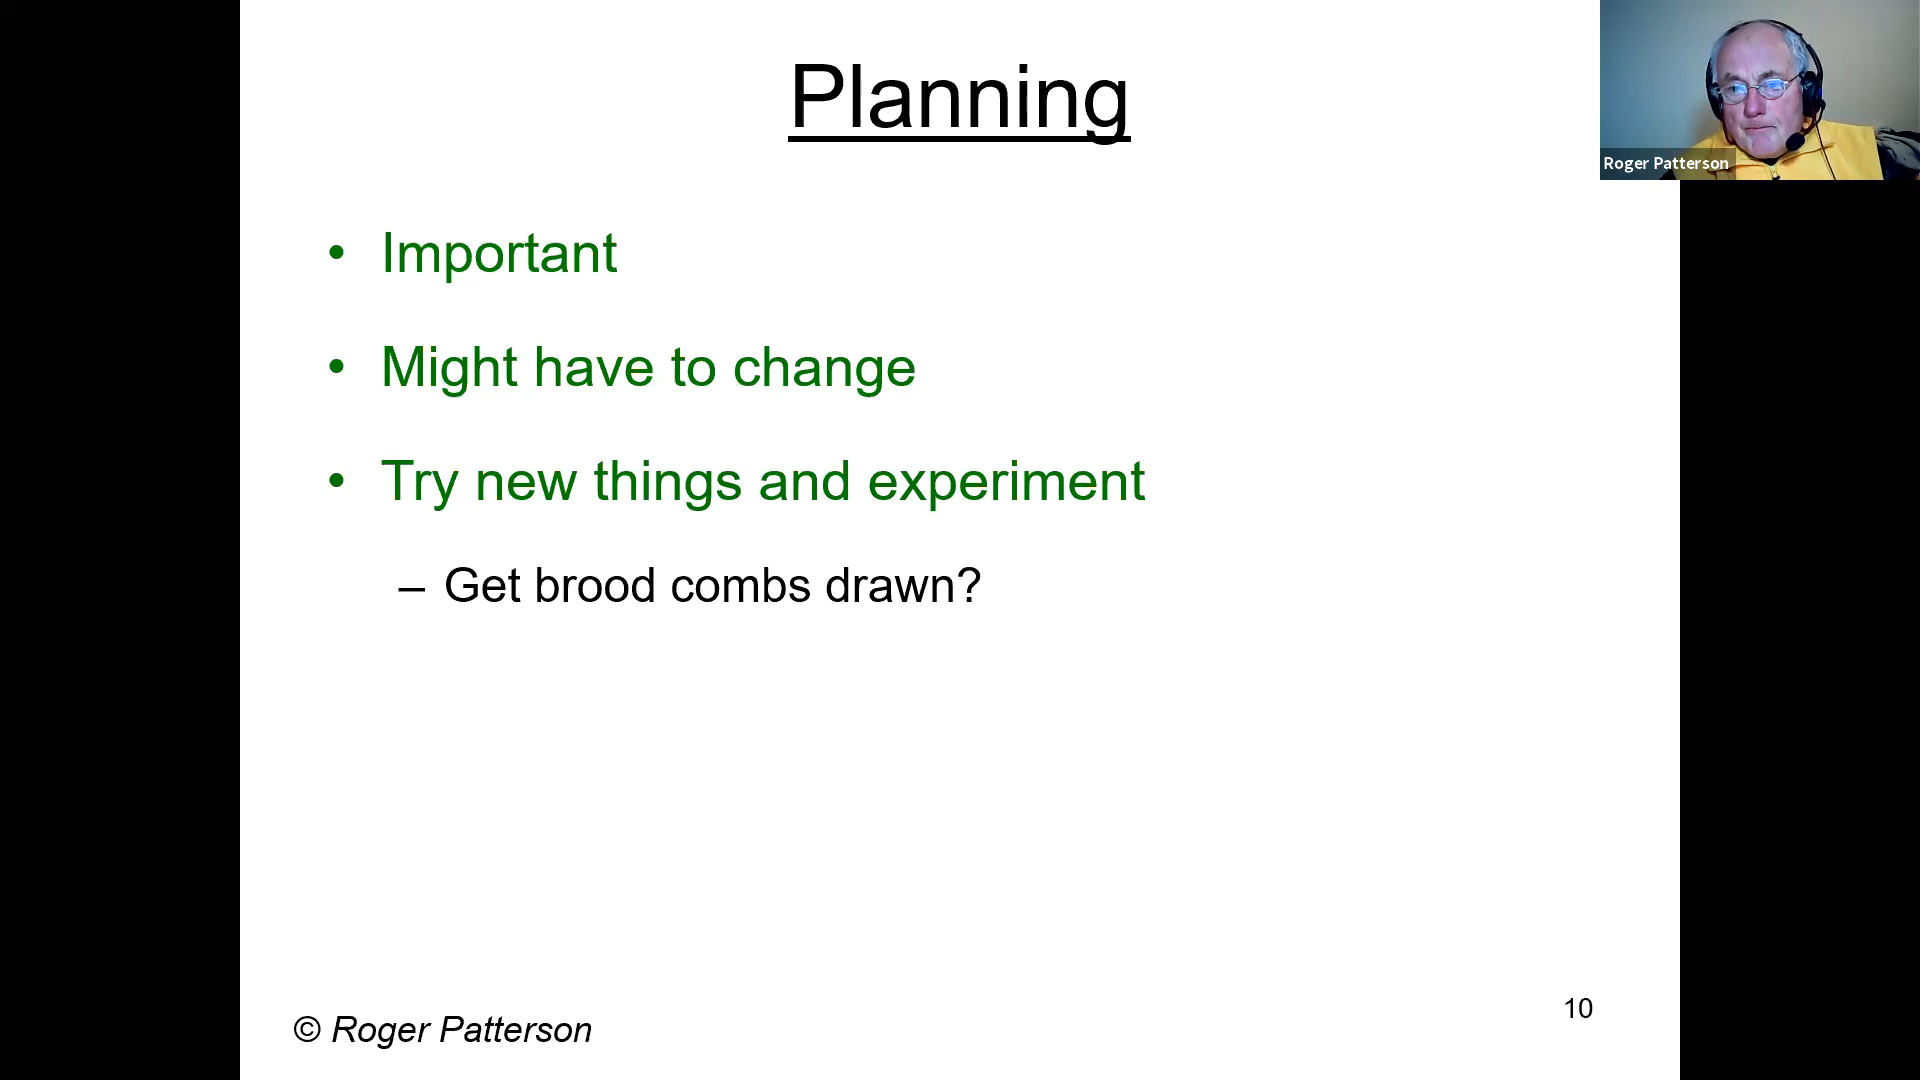 Planning
Roger Patterson
• Important
• Might have to change
• Try new things and experiment
– Get brood combs drawn?
10
© Roger Patterson